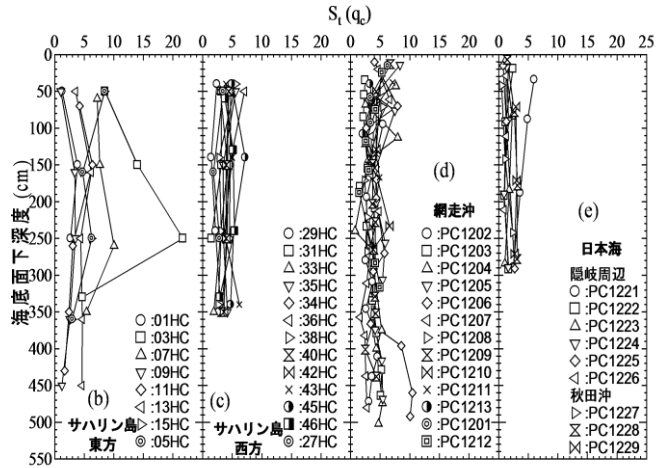 St (qc)
0 5 10 15 20 25 0 5 10 15 0 5 10 15 20 0 5 10 15 20
海底面下深度 (cm)
0
50
100
150
200
250
300
350
400
450
500
550
(b)
サハリン島
東方
:01HC
:03HC
:07HC
:09HC
:11HC
:13HC
:15HC
:05HC
(c)
サハリン島
西方
:29HC
:31HC
:33HC
:35HC
:34HC
:36HC
:38HC
:40HC
:42HC
:43HC
:45HC
:46HC
:27HC
(d)
網走沖
:PC1202
:PC1203
:PC1204
:PC1205
:PC1206
:PC1207
:PC1208
:PC1209
:PC1210
:PC1211
:PC1213
:PC1201
:PC1212
(e)
日本海
隠岐周辺
:PC1221
:PC1222
:PC1223
:PC1224
:PC1225
:PC1226
秋田沖
:PC1227
:PC1228
:PC1229